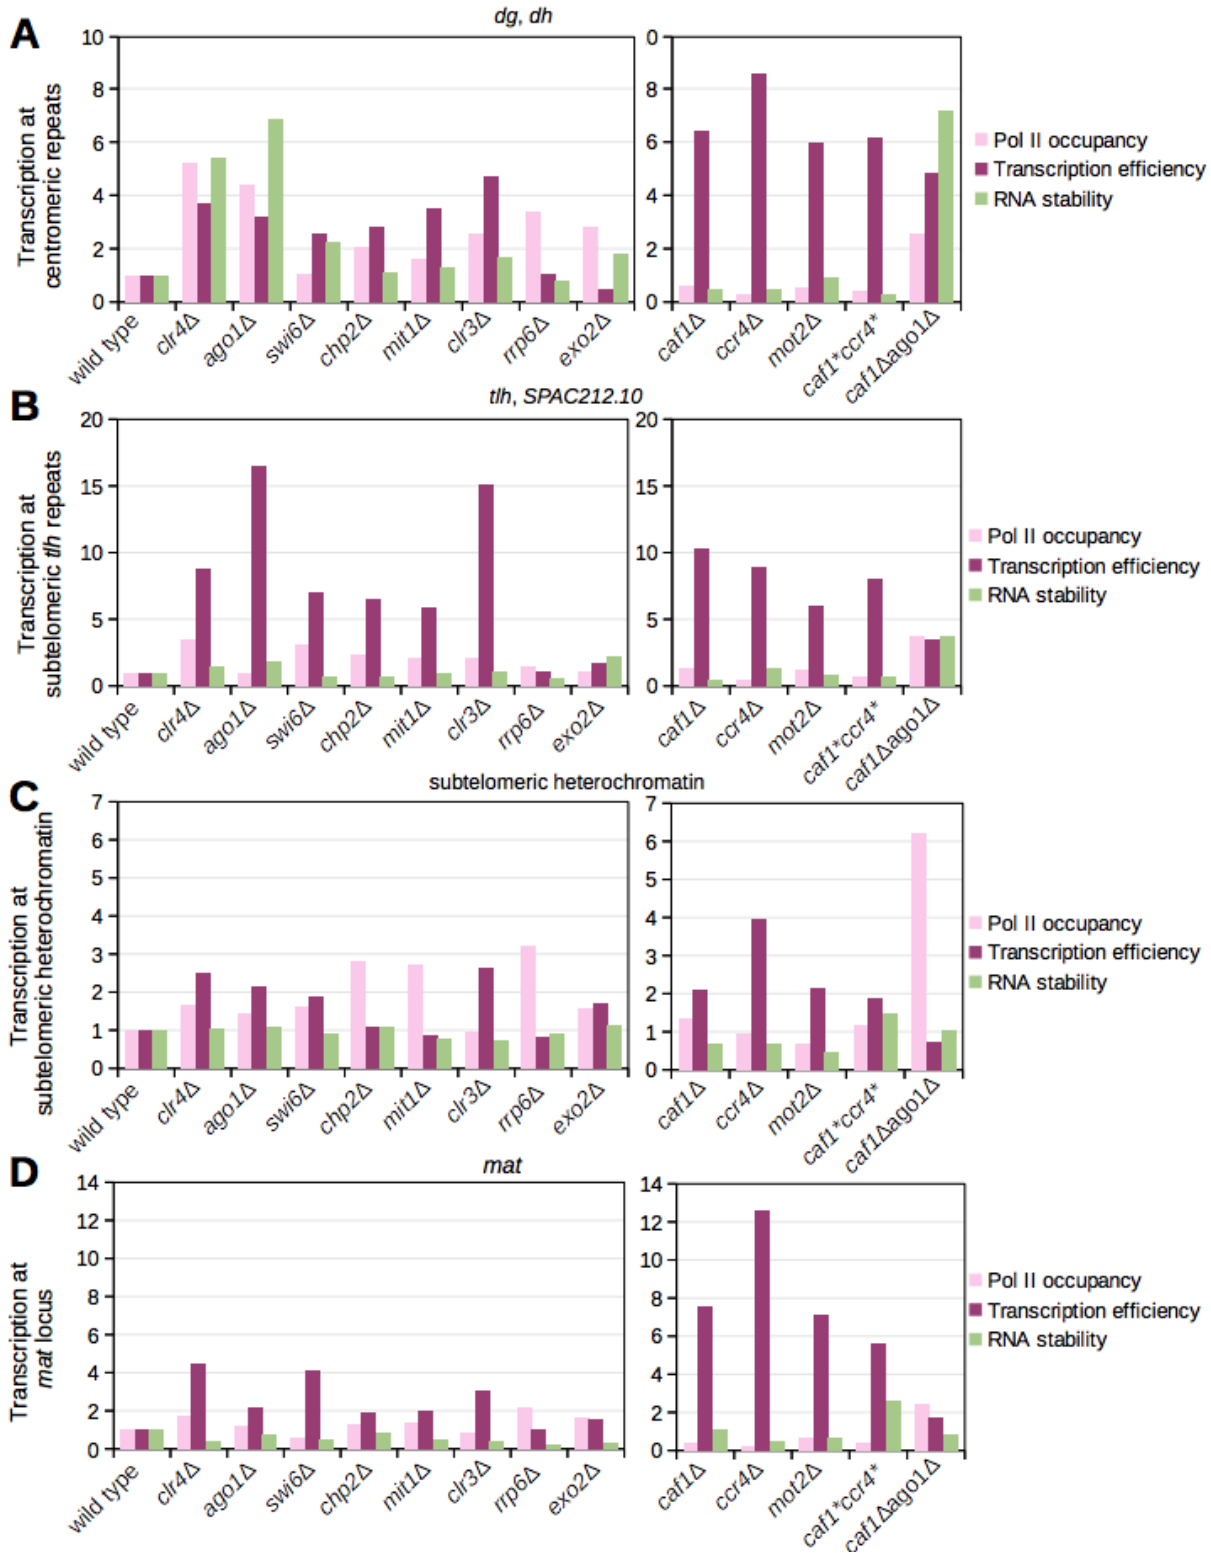 A
dg, dh
Transcription at
centromeric repeats
10
8
6
4
2
0
wild type
clr4Δ
ago1Δ
swi6Δ
chp2Δ
mit1Δ
clr3Δ
rrp6Δ
exo2Δ
0
8
6
4
2
0
caf1Δ
ccr4Δ
mot2Δ
caf1*ccr4*
caf1Δago1Δ
Pol II occupancy
Transcription efficiency
RNA stability
B
tlh, SPAC212.10
Transcription at
subtelomeric tlh repeats
20
15
10
5
0
wild type
clr4Δ
ago1Δ
swi6Δ
chp2Δ
mit1Δ
clr3Δ
rrp6Δ
exo2Δ
20
15
10
5
0
caf1Δ
ccr4Δ
mot2Δ
caf1*ccr4*
caf1Δago1Δ
Pol II occupancy
Transcription efficiency
RNA stability
C
subtelomeric heterochromatin
Transcription at
subtelomeric heterochromatin
7
6
5
4
3
2
1
0
wild type
clr4Δ
ago1Δ
swi6Δ
chp2Δ
mit1Δ
clr3Δ
rrp6Δ
exo2Δ
7
6
5
4
3
2
1
0
caf1Δ
ccr4Δ
mot2Δ
caf1*ccr4*
caf1Δago1Δ
Pol II occupancy
Transcription efficiency
RNA stability
D
mat
Transcription at
mat locus
14
12
10
8
6
4
2
0
wild type
clr4Δ
ago1Δ
swi6Δ
chp2Δ
mit1Δ
clr3Δ
rrp6Δ
exo2Δ
14
12
10
8
6
4
2
0
caf1Δ
ccr4Δ
mot2Δ
caf1*ccr4*
caf1Δago1Δ
Pol II occupancy
Transcription efficiency
RNA stability